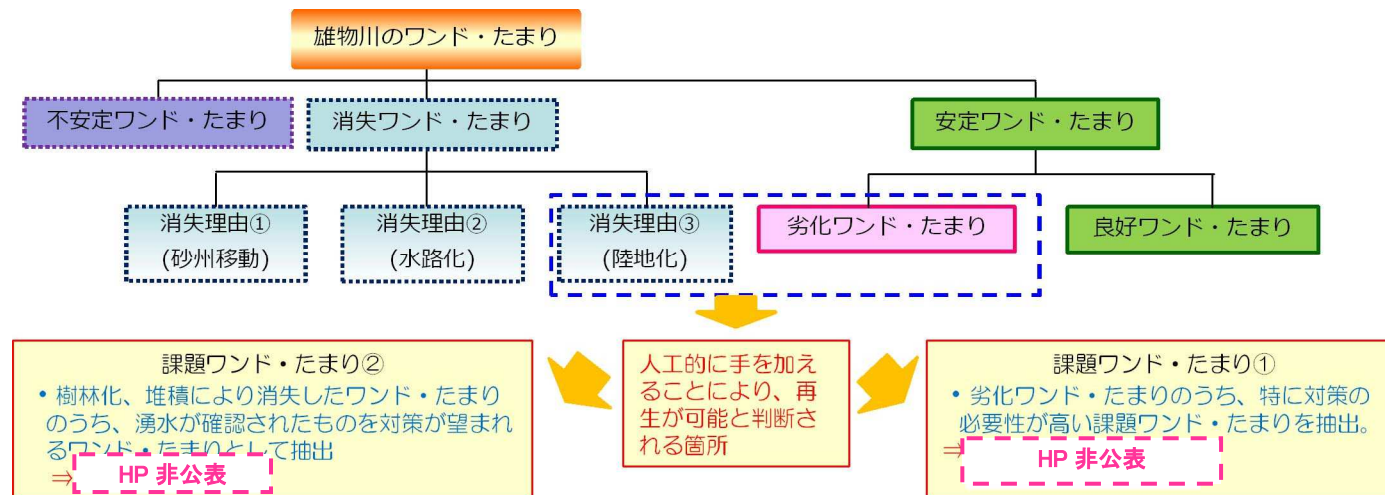 雄物川のワンド・たまり
不安定ワンド・たまり
消失ワンド・たまり
安定ワンド・たまり
消失理由①
(砂州移動)
消失理由②
(水路化)
消失理由③
(陸地化)
劣化ワンド・たまり
良好ワンド・たまり
課題ワンド・たまり②
• 樹林化、堆積により消失したワンド・たまり
のうち、湧水が確認されたものを対策が望まれ
るワンド・たまりとして抽出
⇒ HP 非公表
人工的に手を加え
ることにより、再
生が可能と判断さ
れる箇所
課題ワンド・たまり①
• 劣化ワンド・たまりのうち、特に対策の
必要性が高い課題ワンド・たまりを抽出。
⇒ HP 非公表